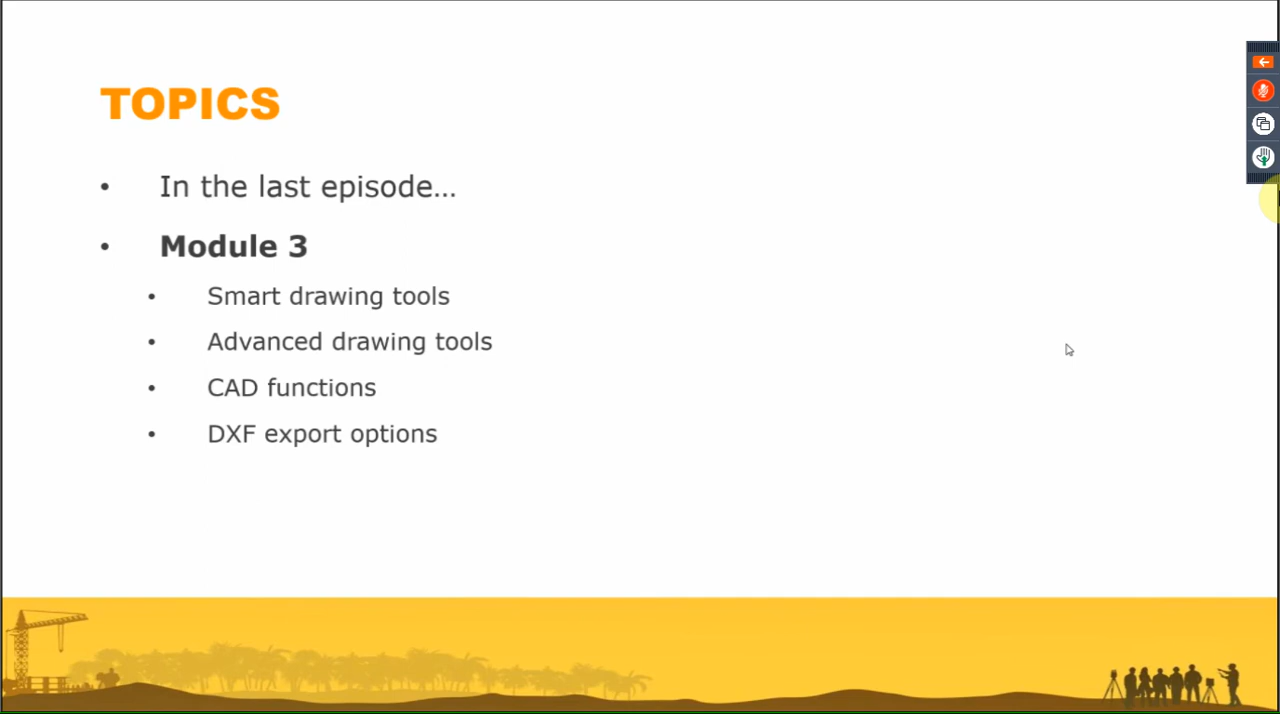 TOPICS
• In the last episode...
• Module 3
• Smart drawing tools
• Advanced drawing tools
• CAD functions
• DXF export options